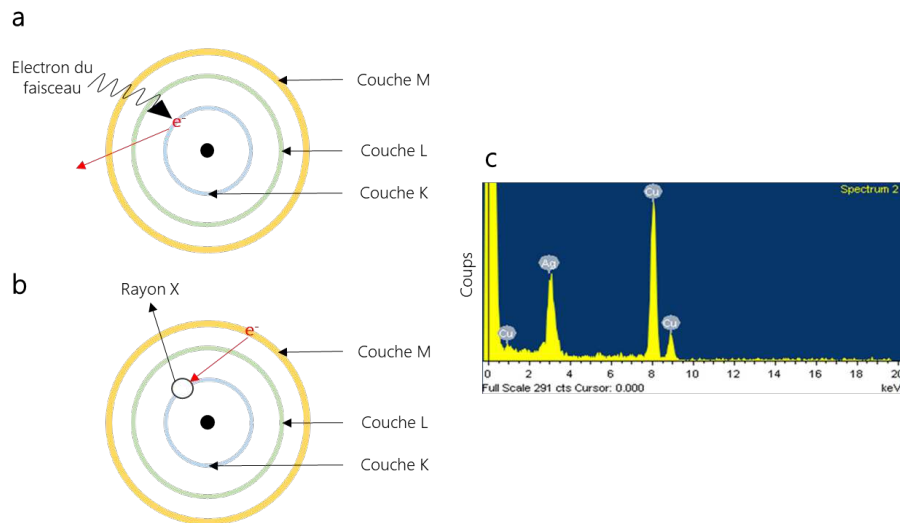 a
Electron du
faisceau
e-
Couche M
Couche L
Couche K
b
Rayon X
e-
Couche M
Couche L
Couche K
c
Spectrum 2
Coups
Cu
Ag
Cu
Cu
0 2 4 6 8 10 12 14 16 18 20
Full Scale 291 cts Cursor: 0.000
keV